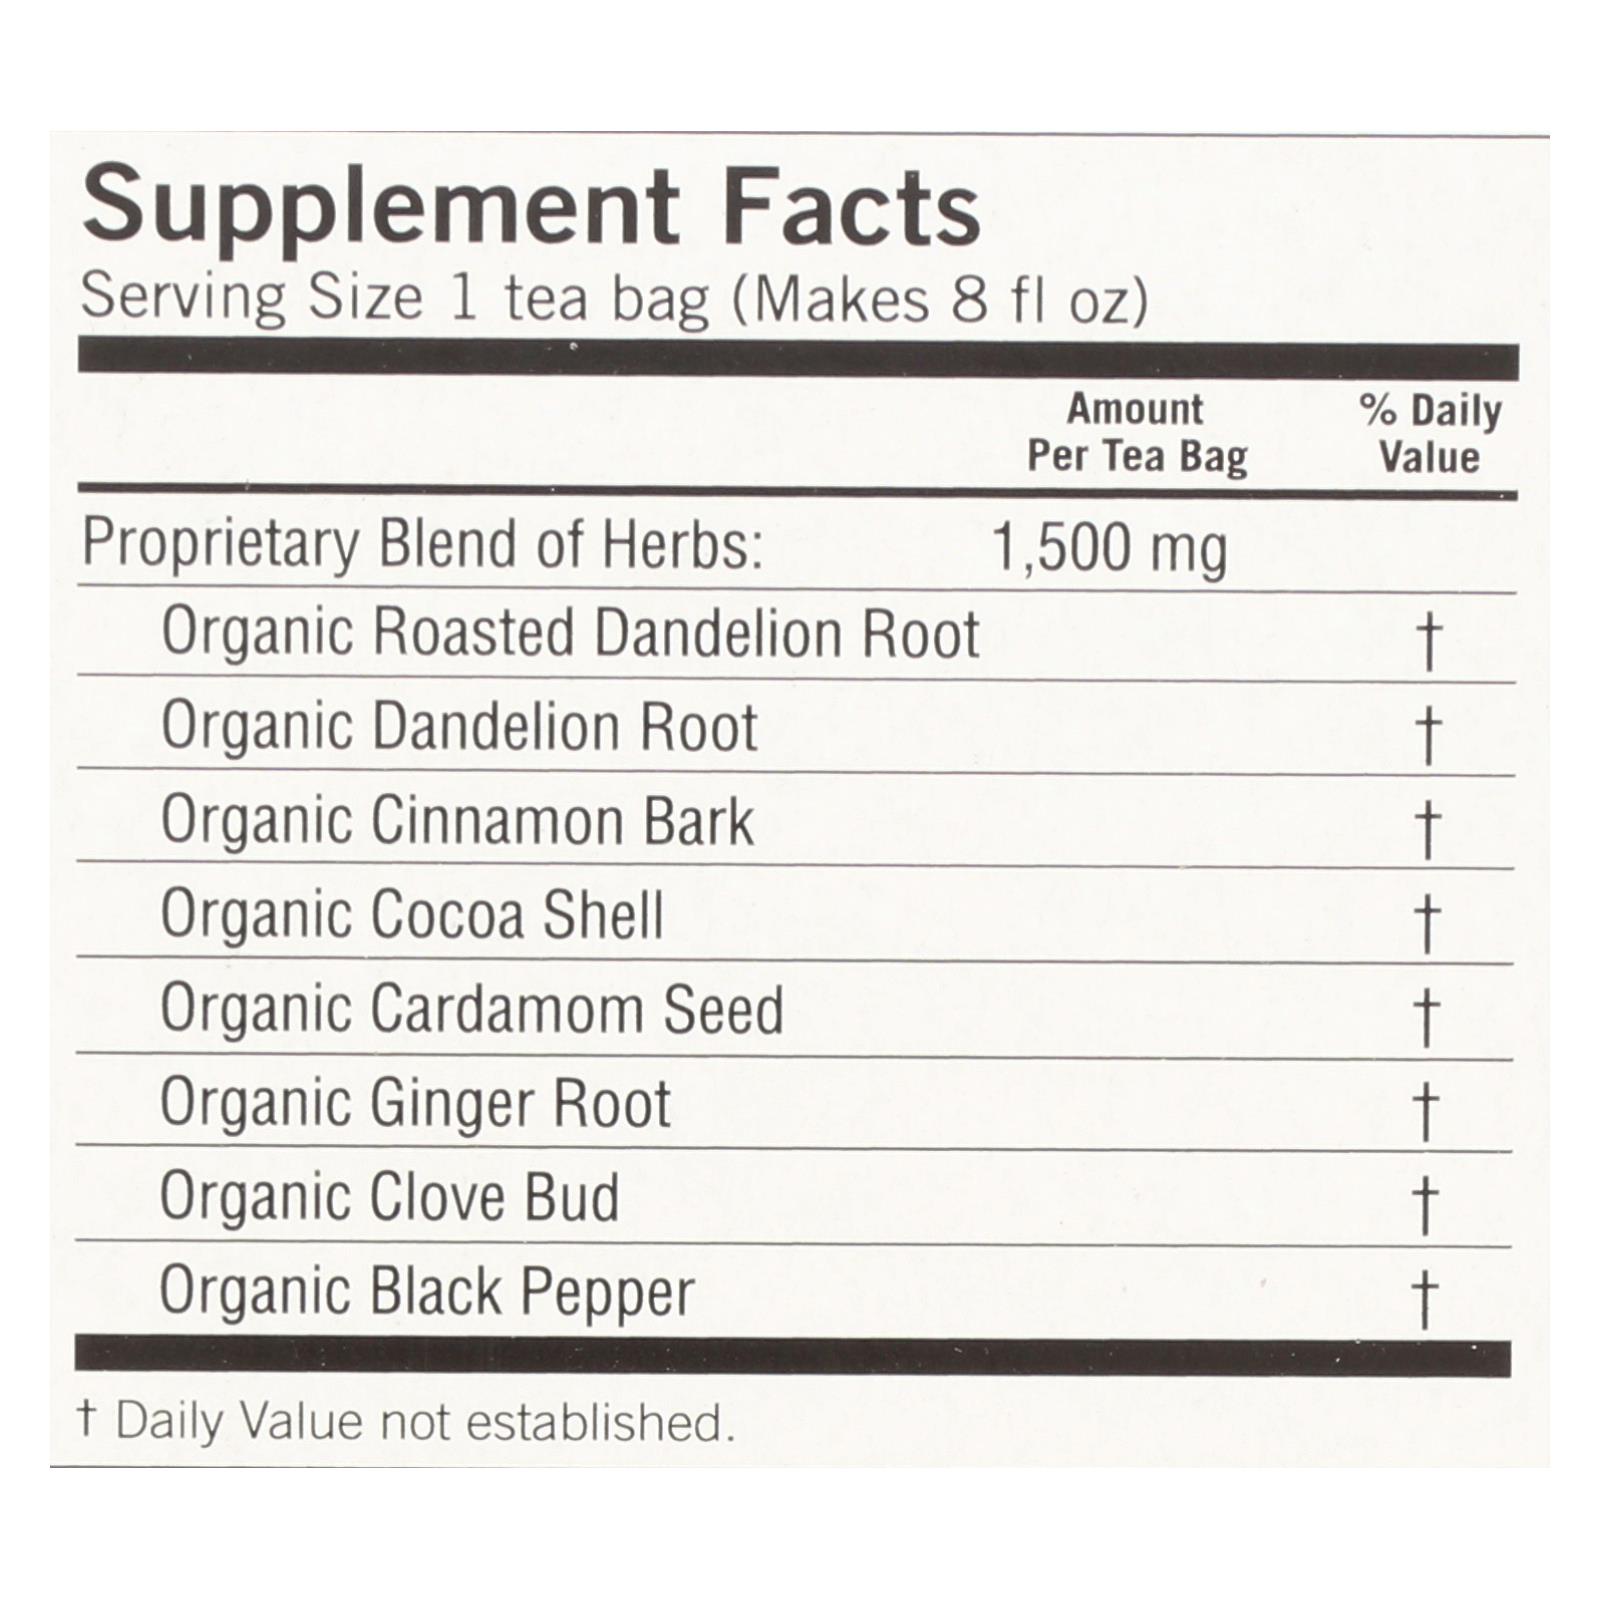 Supplement Facts
Serving Size 1 tea bag (Makes 8 fl oz)
Amount Per Tea Bag
% Daily Value
Proprietary Blend of Herbs: 1,500 mg
Organic Roasted Dandelion Root †
Organic Dandelion Root †
Organic Cinnamon Bark †
Organic Cocoa Shell †
Organic Cardamom Seed †
Organic Ginger Root †
Organic Clove Bud †
Organic Black Pepper †
† Daily Value not established.